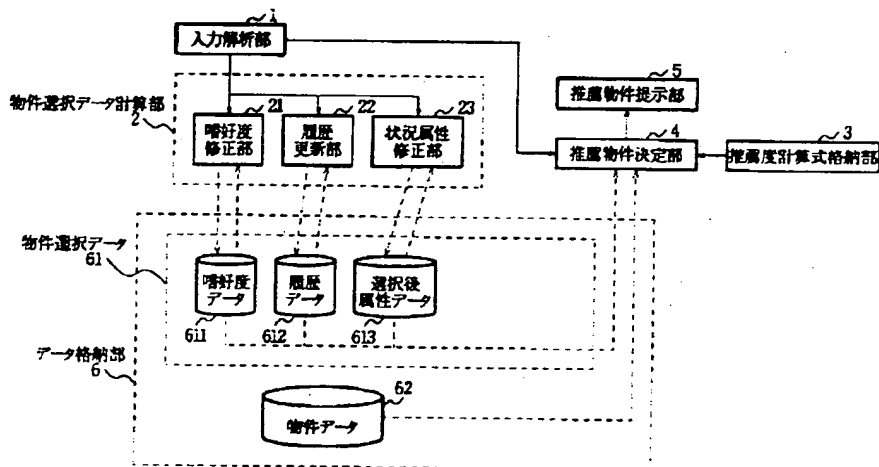 1
入力解析部
物件選択データ計算部
2
21
嗜好度
修正部
22
履歴
更新部
23
状況属性
修正部
5
推薦物件提示部
4
推薦物件決定部
3
推薦度計算式格納部
物件選択データ
61
嗜好度
データ
611
履歴
データ
612
選択後
属性データ
613
データ格納部
6
62
物件データ